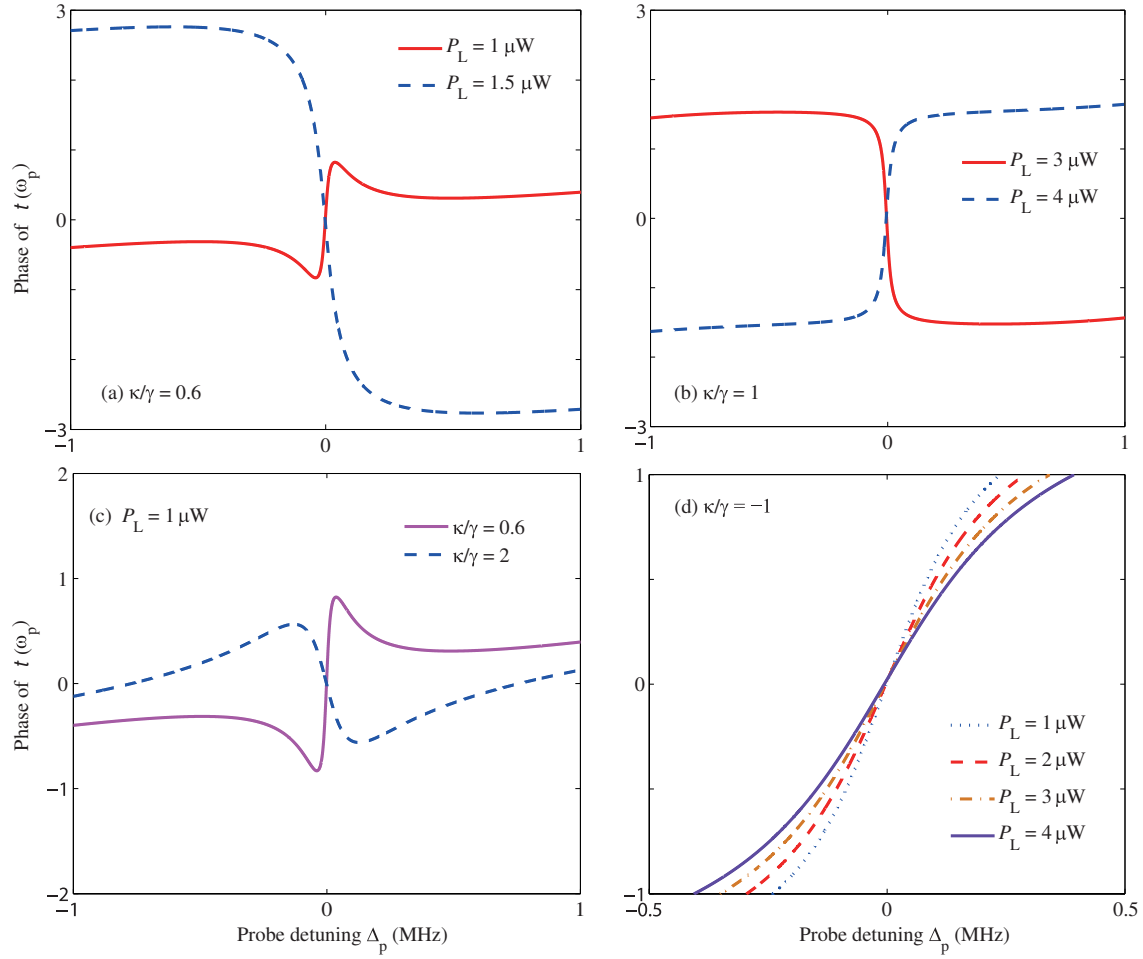 3
0
−3
Phase of t (ωp)
P_L = 1 μW
P_L = 1.5 μW
(a) κ/γ = 0.6
−1
0
1
3
0
−3
P_L = 3 μW
P_L = 4 μW
(b) κ/γ = 1
−1
0
1
2
1
0
−1
−2
Phase of t (ω_p)
(c) P_L = 1 μW
κ/γ = 0.6
κ/γ = 2
−1
0
1
Probe detuning Δ_p (MHz)
1
0
−1
(d) κ/γ = −1
P_L = 1 μW
P_L = 2 μW
P_L = 3 μW
P_L = 4 μW
−0.5
0
0.5
Probe detuning Δ_p (MHz)